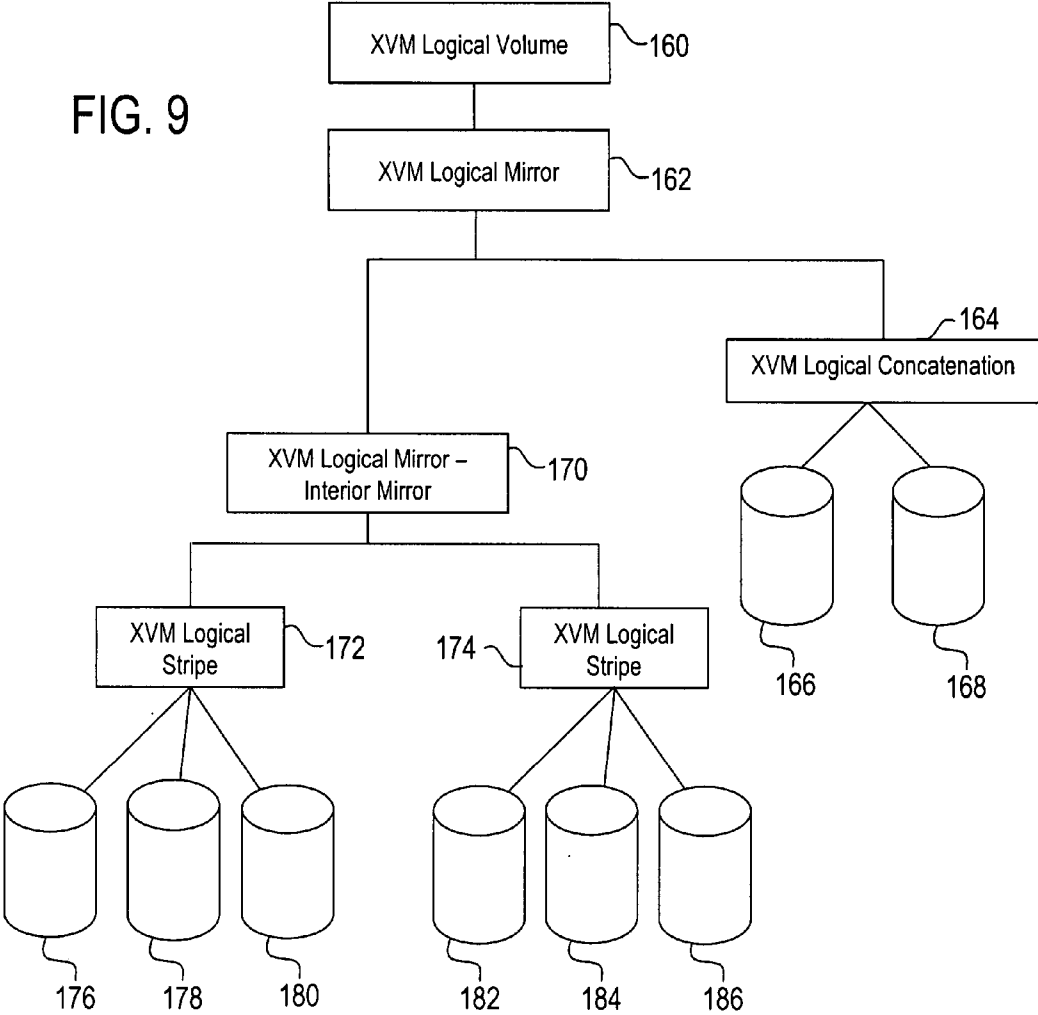 XVM Logical Volume
160
FIG. 9
XVM Logical Mirror
162
164
XVM Logical Concatenation
XVM Logical Mirror –
Interior Mirror
170
XVM Logical
Stripe
172
174
XVM Logical
Stripe
166
168
176
178
180
182
184
186